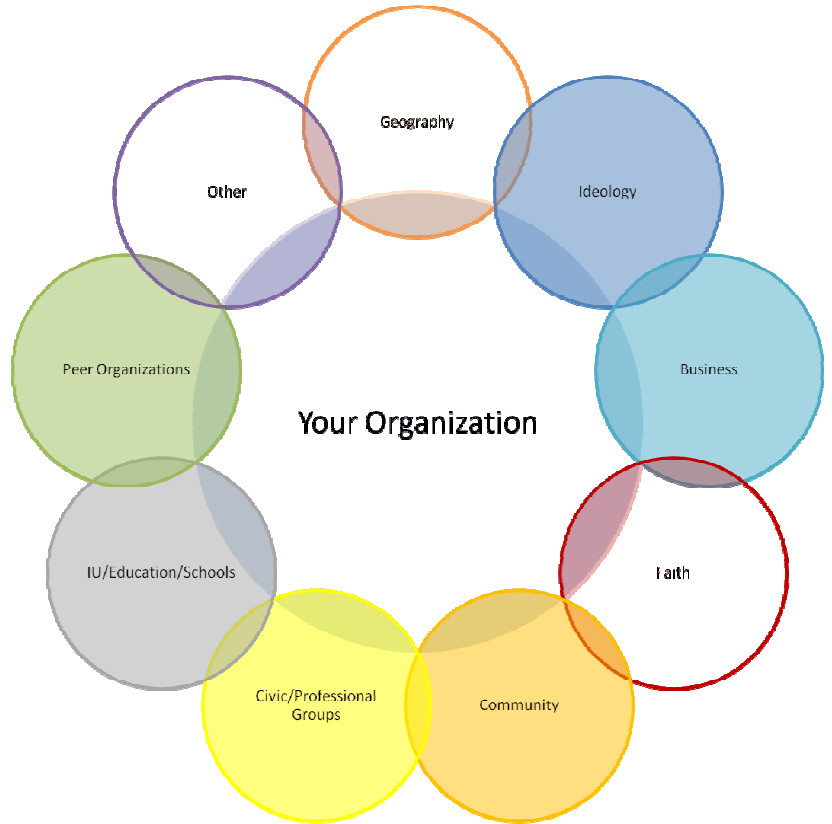 Geography
Other
Ideology
Peer Organizations
Business
Your Organization
IU/Education/Schools
Faith
Civic/Professional
Groups
Community